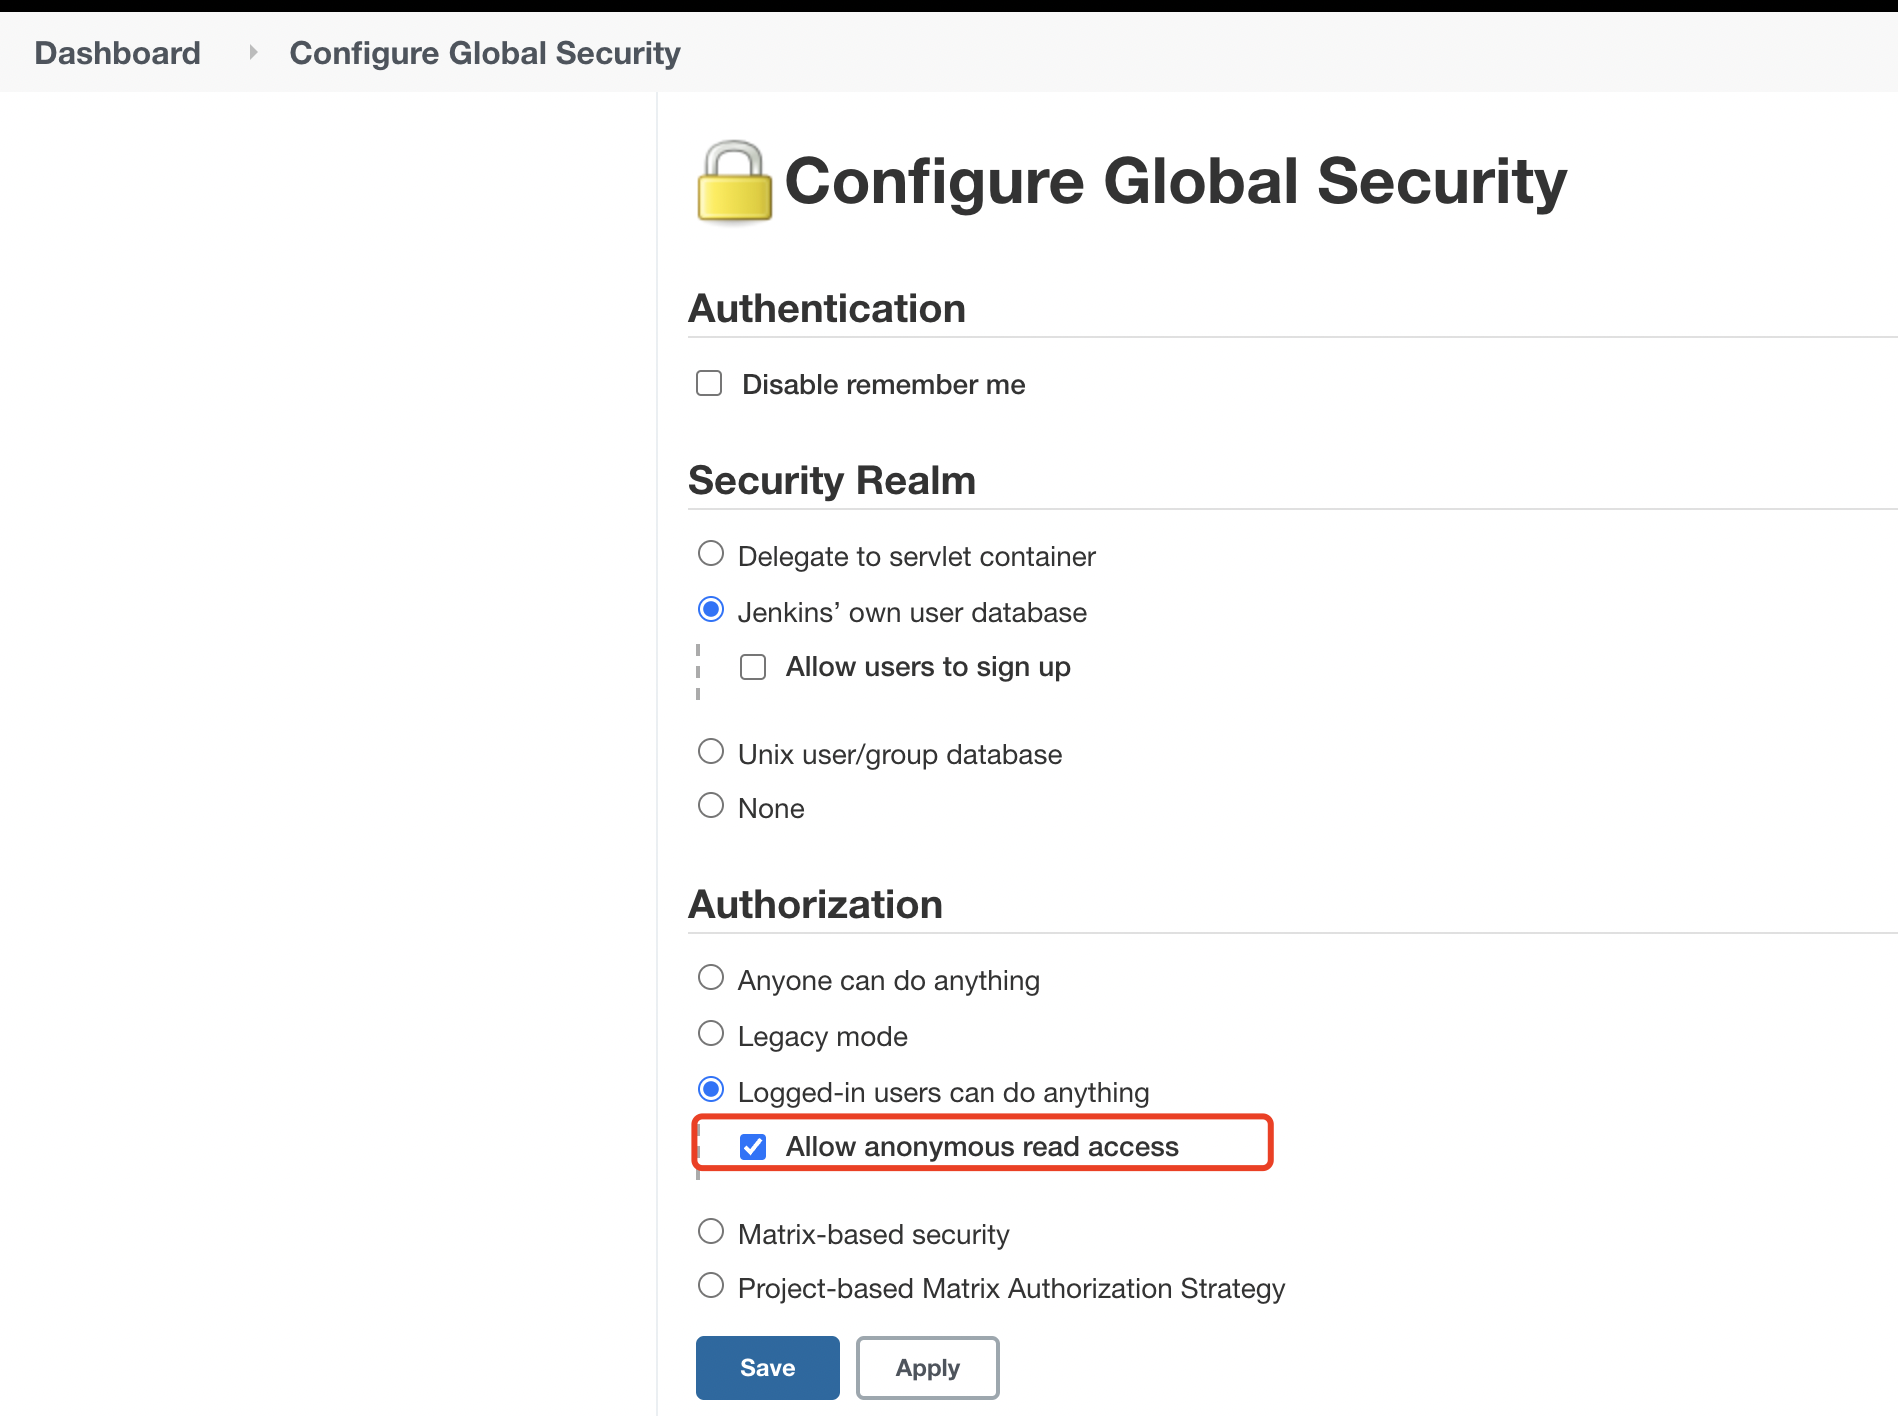 Dashboard
Configure Global Security
Configure Global Security
Authentication
Disable remember me
Security Realm
Delegate to servlet container
Jenkins’ own user database
Allow users to sign up
Unix user/group database
None
Authorization
Anyone can do anything
Legacy mode
Logged-in users can do anything
Allow anonymous read access
Matrix-based security
Project-based Matrix Authorization Strategy
Save
Apply